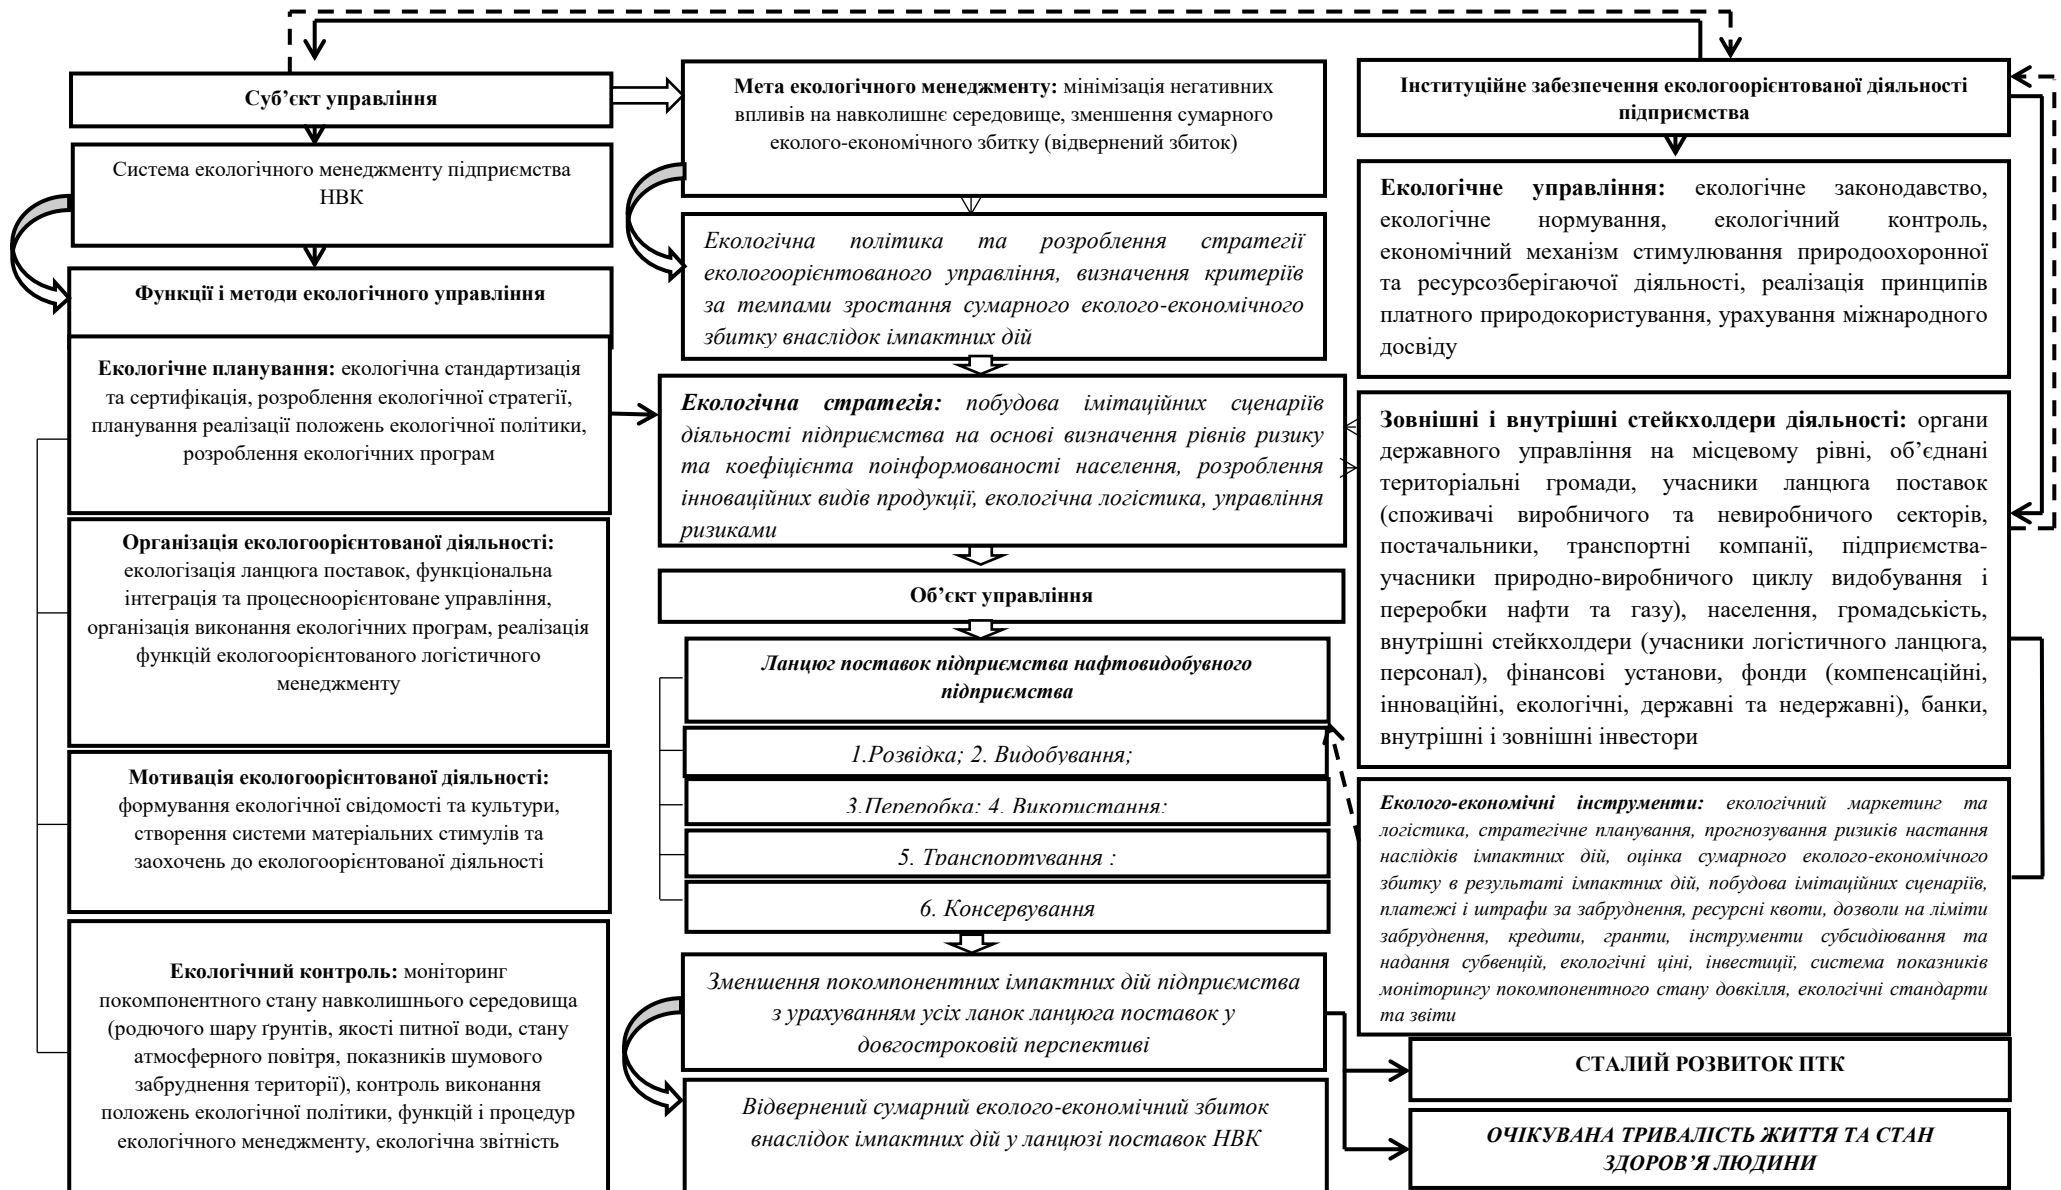 Суб’єкт управління
Система екологічного менеджменту підприємства
НВК
Функції і методи екологічного управління
Екологічне планування: екологічна стандартизація
та сертифікація, розроблення екологічної стратегії,
планування реалізації положень екологічної політики,
розроблення екологічних програм
Організація екологоорієнтованої діяльності:
екологізація ланцюга поставок, функціональна
інтеграція та процесноорієнтоване управління,
організація виконання екологічних програм, реалізація
функцій екологоорієнтованого логістичного
менеджменту
Мотивація екологоорієнтованої діяльності:
формування екологічної свідомості та культури,
створення системи матеріальних стимулів та
заохочень до екологоорієнтованої діяльності
Екологічний контроль: моніторинг
покомпонентного стану навколишнього середовища
(родючого шару ґрунтів, якості питної води, стану
атмосферного повітря, показників шумового
забруднення території), контроль виконання
положень екологічної політики, функцій і процедур
екологічного менеджменту, екологічна звітність
Мета екологічного менеджменту: мінімізація негативних
впливів на навколишнє середовище, зменшення сумарного
еколого-економічного збитку (відвернений збиток)
Екологічна політика та розроблення стратегії
екологоорієнтованого управління, визначення критеріїв
за темпами зростання сумарного еколого-економічного
збитку внаслідок імпактних дій
Екологічна стратегія: побудова імітаційних сценаріїв
діяльності підприємства на основі визначення рівнів ризику
та коефіцієнта поінформованості населення, розроблення
інноваційних видів продукції, екологічна логістика, управління
ризиками
Об’єкт управління
Ланцюг поставок підприємства нафтовидобувного
підприємства
1.Розвідка; 2. Видобування;
3.Переробка; 4. Використання;
5. Транспортування ;
6. Консервування
Зменшення покомпонентних імпактних дій підприємства
з урахуванням усіх ланок ланцюга поставок у
довгостроковій перспективі
Відвернений сумарний еколого-економічний збиток
внаслідок імпактних дій у ланцюзі поставок НВК
Інституційне забезпечення екологоорієнтованої діяльності
підприємства
Екологічне управління: екологічне законодавство,
екологічне нормування, екологічний контроль,
економічний механізм стимулювання природоохоронної
та ресурсозберігаючої діяльності, реалізація принципів
платного природокористування, урахування міжнародного
досвіду
Зовнішні і внутрішні стейкхолдери діяльності: органи
державного управління на місцевому рівні, об’єднані
територіальні громади, учасники ланцюга поставок
(споживачі виробничого та невиробничого секторів,
постачальники, транспортні компанії, підприємства-
учасники природно-виробничого циклу видобування і
переробки нафти та газу), населення, громадськість,
внутрішні стейкхолдери (учасники логістичного ланцюга,
персонал), фінансові установи, фонди (компенсаційні,
інноваційні, екологічні, державні та недержавні), банки,
внутрішні і зовнішні інвестори
Еколого-економічні інструменти: екологічний маркетинг та
логістика, стратегічне планування, прогнозування ризиків настання
наслідків імпактних дій, оцінка сумарного еколого-економічного
збитку в результаті імпактних дій, побудова імітаційних сценаріїв,
платежі і штрафи за забруднення, ресурсні квоти, дозволи на ліміти
забруднення, кредити, гранти, інструменти субсидіювання та
надання субвенцій, екологічні ціні, інвестиції, система показників
моніторингу покомпонентного стану довкілля, екологічні стандарти
та звіти
СТАЛИЙ РОЗВИТОК ПТК
ОЧІКУВАНА ТРИВАЛІСТЬ ЖИТТЯ ТА СТАН
ЗДОРОВ’Я ЛЮДИНИ